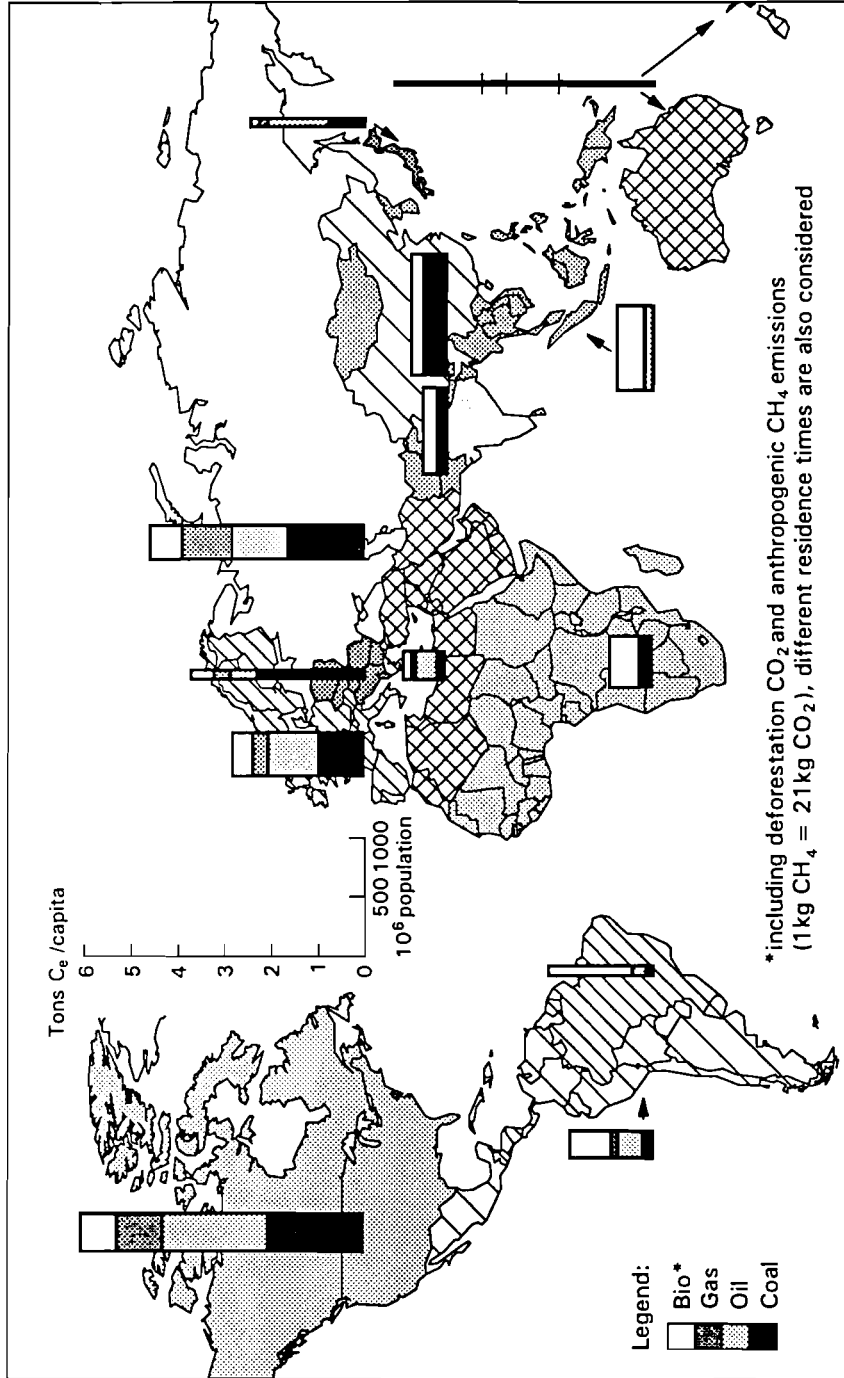 Tons Ce /capita
6
5
4
3
2
1
0
500 1000
10⁶ population
Legend:
Bio*
Gas
Oil
Coal
*including deforestation CO₂ and anthropogenic CH₄ emissions
(1kg CH₄ = 21kg CO₂), different residence times are also considered